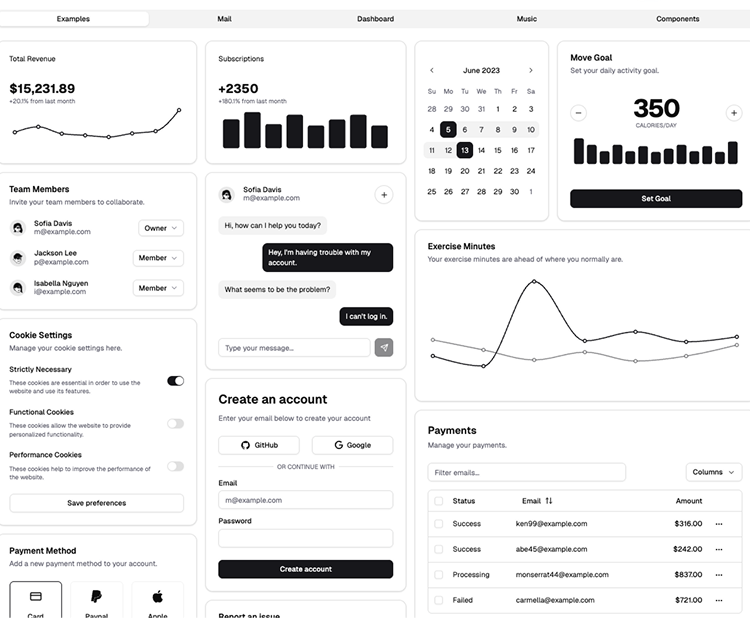 Examples
Mail
Dashboard
Music
Components
Total Revenue
$15,231.89
+20.1% from last month
Team Members
Invite your team members to collaborate.
Sofia Davis
m@example.com
Owner
Jackson Lee
p@example.com
Member
Isabella Nguyen
i@example.com
Member
Cookie Settings
Manage your cookie settings here.
Strictly Necessary
These cookies are essential in order to use the
website and use its features.
Functional Cookies
These cookies allow the website to provide
personalized functionality.
Performance Cookies
These cookies help to improve the performance of
the website.
Save preferences
Payment Method
Add a new payment method to your account.
Card
Paypal
Apple
Subscriptions
+2350
+180.1% from last month
Sofia Davis
m@example.com
Hi, how can I help you today?
Hey, I'm having trouble with my
account.
What seems to be the problem?
I can't log in.
Type your message...
Create an account
Enter your email below to create your account
GitHub
Google
OR CONTINUE WITH
Email
m@example.com
Password
Create account
Report an issue
June 2023
Su Mo Tu We Th Fr Sa
28 29 30 31 1 2 3
4 5 6 7 8 9 10
11 12 13 14 15 16 17
18 19 20 21 22 23 24
25 26 27 28 29 30 1
Move Goal
Set your daily activity goal.
350
CALORIES/DAY
Set Goal
Exercise Minutes
Your exercise minutes are ahead of where you normally are.
Payments
Manage your payments.
Filter emails...
Columns
Status Email Amount
Success ken99@example.com $316.00
Success abe45@example.com $242.00
Processing monserrat44@example.com $837.00
Failed carmella@example.com $721.00